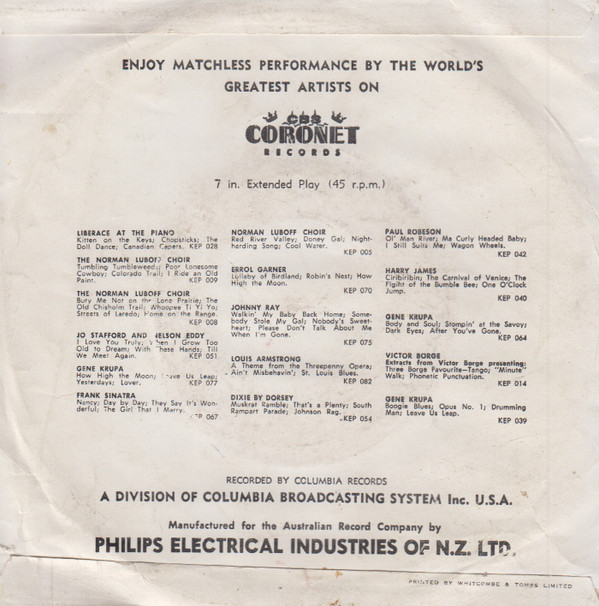 ENJOY MATCHLESS PERFORMANCE BY THE WORLD'S
GREATEST ARTISTS ON
CBS
CORONET
RECORDS
7 in. Extended Play (45 r.p.m.)
LIBERACE AT THE PIANO
Kitten on the Keys; Chopsticks; The
Doll Dance; Canadian Capers. KEP 028
THE NORMAN LUBOFF CHOIR
Tumbling Tumbleweeds; Poor Lonesome
Cowboy; Colorado Trail; I Ride an Old
Paint. KEP 009
THE NORMAN LUBOFF CHOIR
Bury Me Not on the Lone Prairie; The
Old Chisholm Trail; Whoopee Ti Yi Yo;
Streets of Laredo; Home on the Range.
KEP 008
JO STAFFORD AND NELSON EDDY
I Love You Truly; When I Grow Too
Old to Dream; With These Hands; Till
We Meet Again. KEP 051
GENE KRUPA
How High the Moon; Leave Us Leap;
Yesterdays; Lover. KEP 077
FRANK SINATRA
Nancy; Day by Day; They Say It's Won-
derful; The Girl That I Marry.
KEP 067
NORMAN LUBOFF CHOIR
Red River Valley; Doney Gal; Night-
herding Song; Cool Water.
KEP 005
ERROL GARNER
Lullaby of Birdland; Robin's Nest; How
High the Moon.
KEP 070
JOHNNY RAY
Walkin' My Baby Back Home; Some-
body Stole My Gal; Nobody's Sweet-
heart; Please Don't Talk About Me
When I'm Gone.
KEP 075
LOUIS ARMSTRONG
A Theme from the Threepenny Opera;
Ain't Misbehavin'; St. Louis Blues.
KEP 082
DIXIE BY DORSEY
Muskrat Ramble; That's a Plenty; South
Rampart Parade; Johnson Rag.
KEP 054
PAUL ROBESON
Ol' Man River; Ma Curly Headed Baby;
I Still Suits Me; Wagon Wheels.
KEP 042
HARRY JAMES
Ciribiribin; The Carnival of Venice; The
Flight of the Bumble Bee; One O'Clock
Jump.
KEP 040
GENE KRUPA
Body and Soul; Stompin' at the Savoy;
Dark Eyes; After You've Gone.
KEP 064
VICTOR BORGE
Extracts from Victor Borge presenting:
Three Borge Favourite—Tango; "Minute"
Walk; Phonetic Punctuation.
KEP 014
GENE KRUPA
Boogie Blues; Opus No. 1; Drumming
Man; Leave Us Leap.
KEP 039
RECORDED BY COLUMBIA RECORDS
A DIVISION OF COLUMBIA BROADCASTING SYSTEM Inc. U.S.A.
Manufactured for the Australian Record Company by
PHILIPS ELECTRICAL INDUSTRIES OF N.Z. LTD.
PRINTED BY WHITCOMBE & TOMBS LIMITED